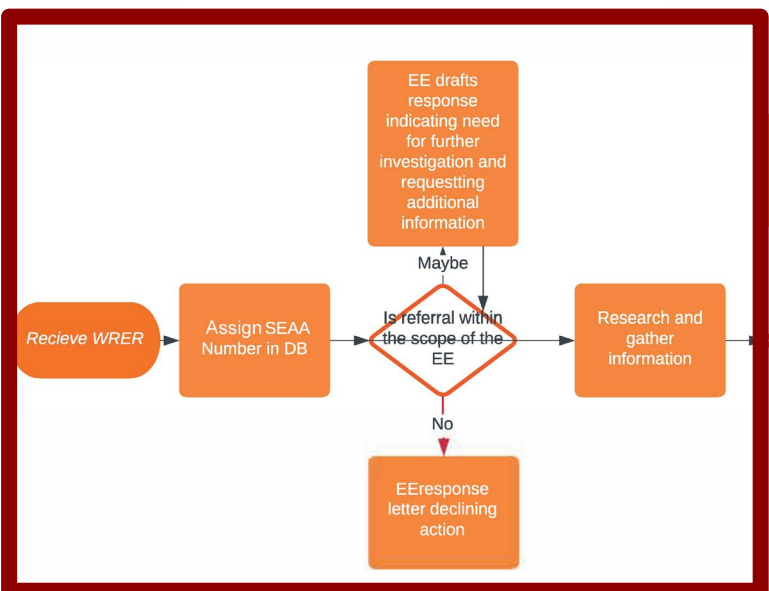 EE drafts
response
indicating need
for further
investigation and
requestting
additional
information
Maybe
Recieve WRER
Assign SEAA
Number in DB
Is referral within
the scope of the
EE
Research and
gather
information
No
EEresponse
letter declining
action